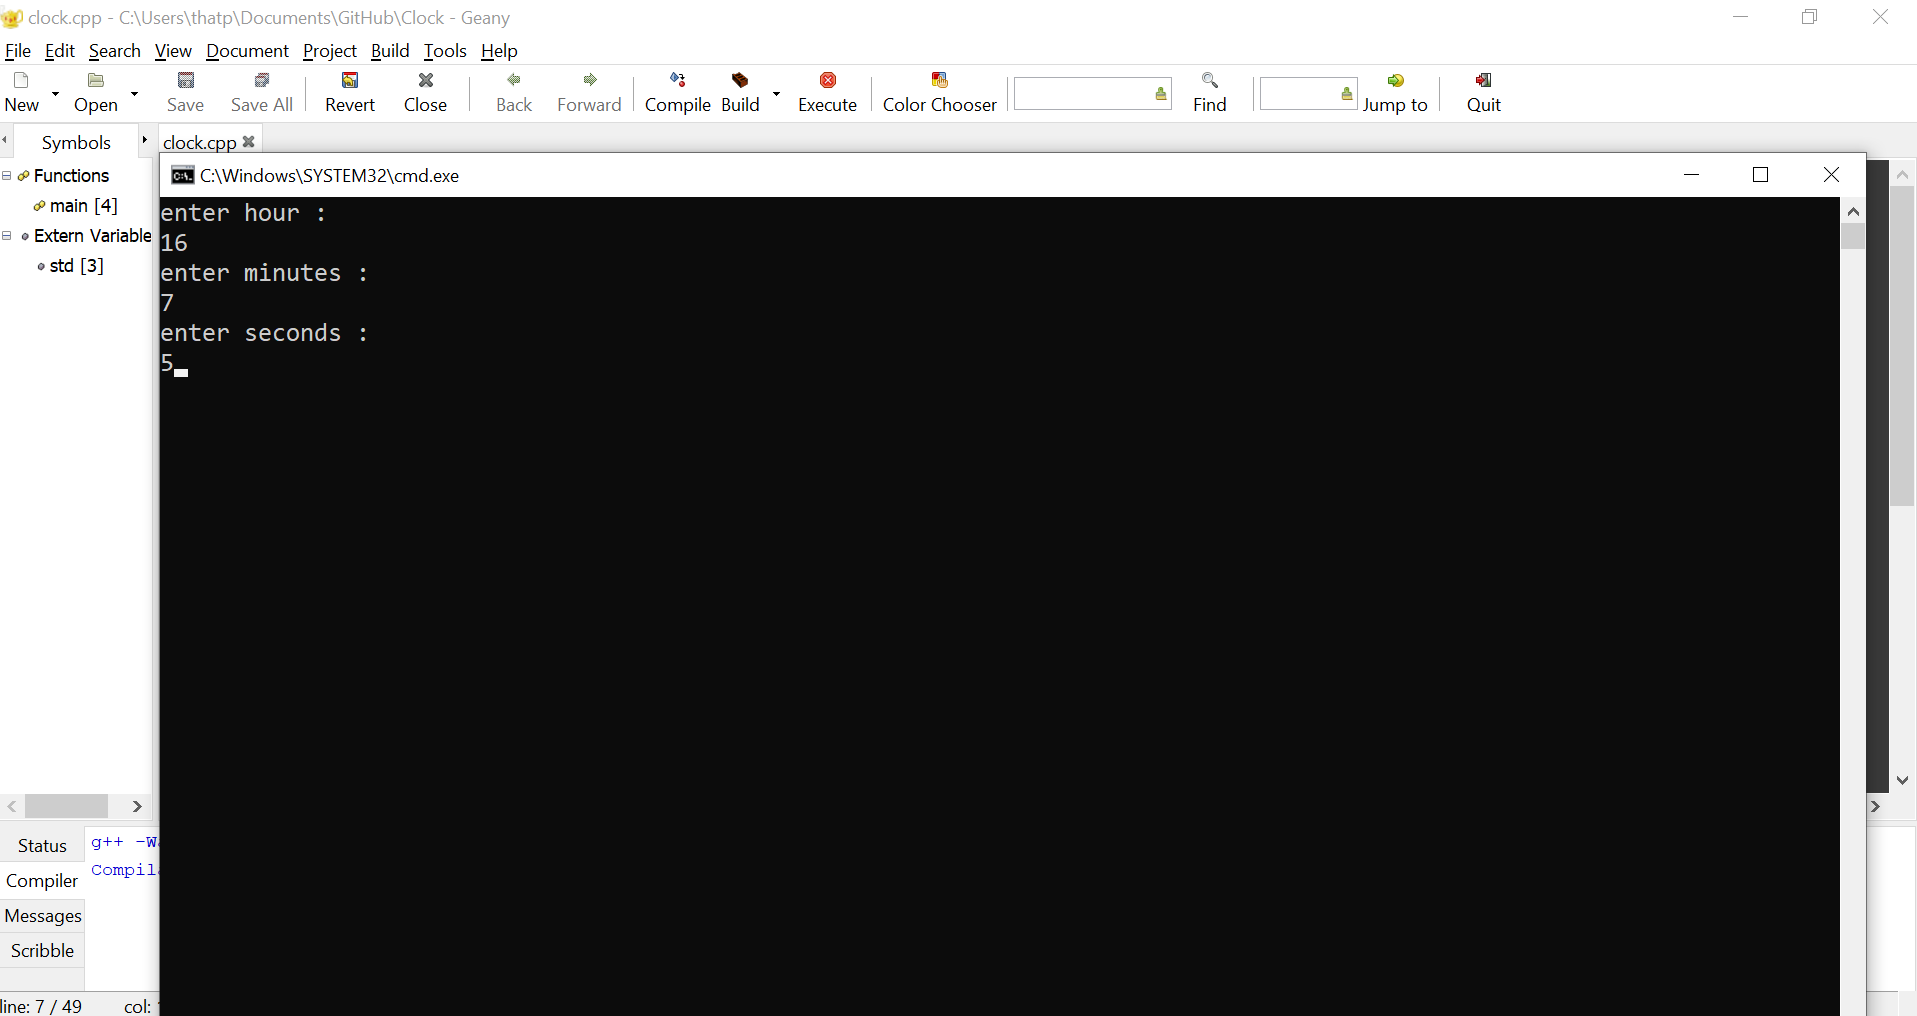 clock.cpp - C:\Users\thatp\Documents\GitHub\Clock - Geany
File Edit Search View Document Project Build Tools Help
New Open Save Save All Revert Close Back Forward Compile Build Execute Color Chooser Find Jump to Quit
Symbols clock.cpp
C:\Windows\SYSTEM32\cmd.exe
Functions
main [4]
Extern Variable
std [3]
enter hour :
16
enter minutes :
7
enter seconds :
5
Status
Compiler
Messages
Scribble
g++
line: 7 / 49 col: